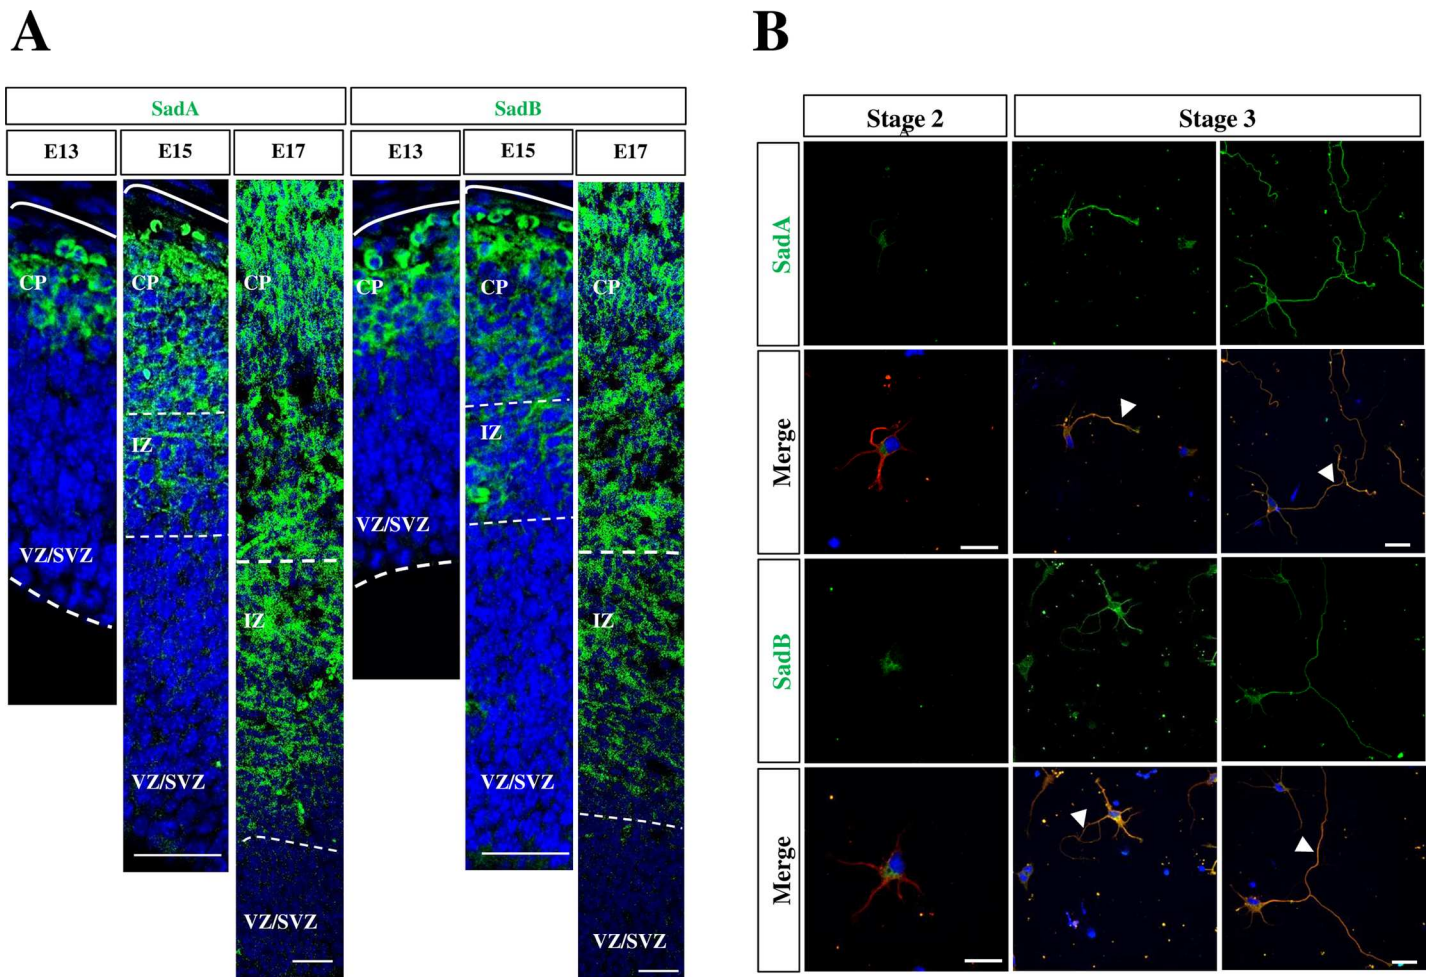 A
B
SadA
SadB
E13
E15
E17
E13
E15
E17
CP
CP
CP
CP
CP
CP
IZ
IZ
IZ
IZ
VZ/SVZ
VZ/SVZ
VZ/SVZ
VZ/SVZ
VZ/SVZ
VZ/SVZ
Stage 2
A
Stage 3
SadA
Merge
SadB
Merge